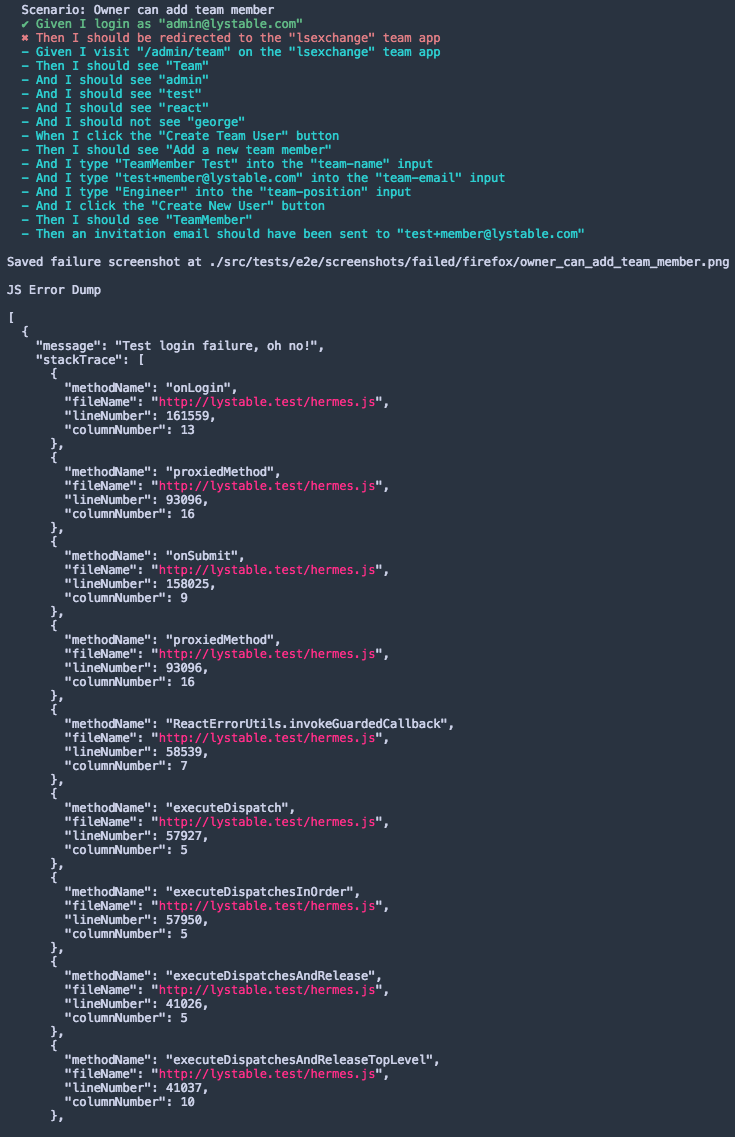 Scenario: Owner can add team member
✔ Given I login as "admin@lystable.com"
✖ Then I should be redirected to the "lsexchange" team app
- Given I visit "/admin/team" on the "lsexchange" team app
- Then I should see "Team"
- And I should see "admin"
- And I should see "test"
- And I should see "react"
- And I should not see "george"
- When I click the "Create Team User" button
- Then I should see "Add a new team member"
- And I type "TeamMember Test" into the "team-name" input
- And I type "test+member@lystable.com" into the "team-email" input
- And I type "Engineer" into the "team-position" input
- And I click the "Create New User" button
- Then I should see "TeamMember"
- Then an invitation email should have been sent to "test+member@lystable.com"
Saved failure screenshot at ./src/tests/e2e/screenshots/failed/firefox/owner_can_add_team_member.png
JS Error Dump
[
{
"message": "Test login failure, oh no!",
"stackTrace": [
{
"methodName": "onLogin",
"fileName": "http://lystable.test/hermes.js",
"lineNumber": 161559,
"columnNumber": 13
},
{
"methodName": "proxiedMethod",
"fileName": "http://lystable.test/hermes.js",
"lineNumber": 93096,
"columnNumber": 16
},
{
"methodName": "onSubmit",
"fileName": "http://lystable.test/hermes.js",
"lineNumber": 158025,
"columnNumber": 9
},
{
"methodName": "proxiedMethod",
"fileName": "http://lystable.test/hermes.js",
"lineNumber": 93096,
"columnNumber": 16
},
{
"methodName": "ReactErrorUtils.invokeGuardedCallback",
"fileName": "http://lystable.test/hermes.js",
"lineNumber": 58539,
"columnNumber": 7
},
{
"methodName": "executeDispatch",
"fileName": "http://lystable.test/hermes.js",
"lineNumber": 57927,
"columnNumber": 5
},
{
"methodName": "executeDispatchesInOrder",
"fileName": "http://lystable.test/hermes.js",
"lineNumber": 57950,
"columnNumber": 5
},
{
"methodName": "executeDispatchesAndRelease",
"fileName": "http://lystable.test/hermes.js",
"lineNumber": 41026,
"columnNumber": 5
},
{
"methodName": "executeDispatchesAndReleaseTopLevel",
"fileName": "http://lystable.test/hermes.js",
"lineNumber": 41037,
"columnNumber": 10
},